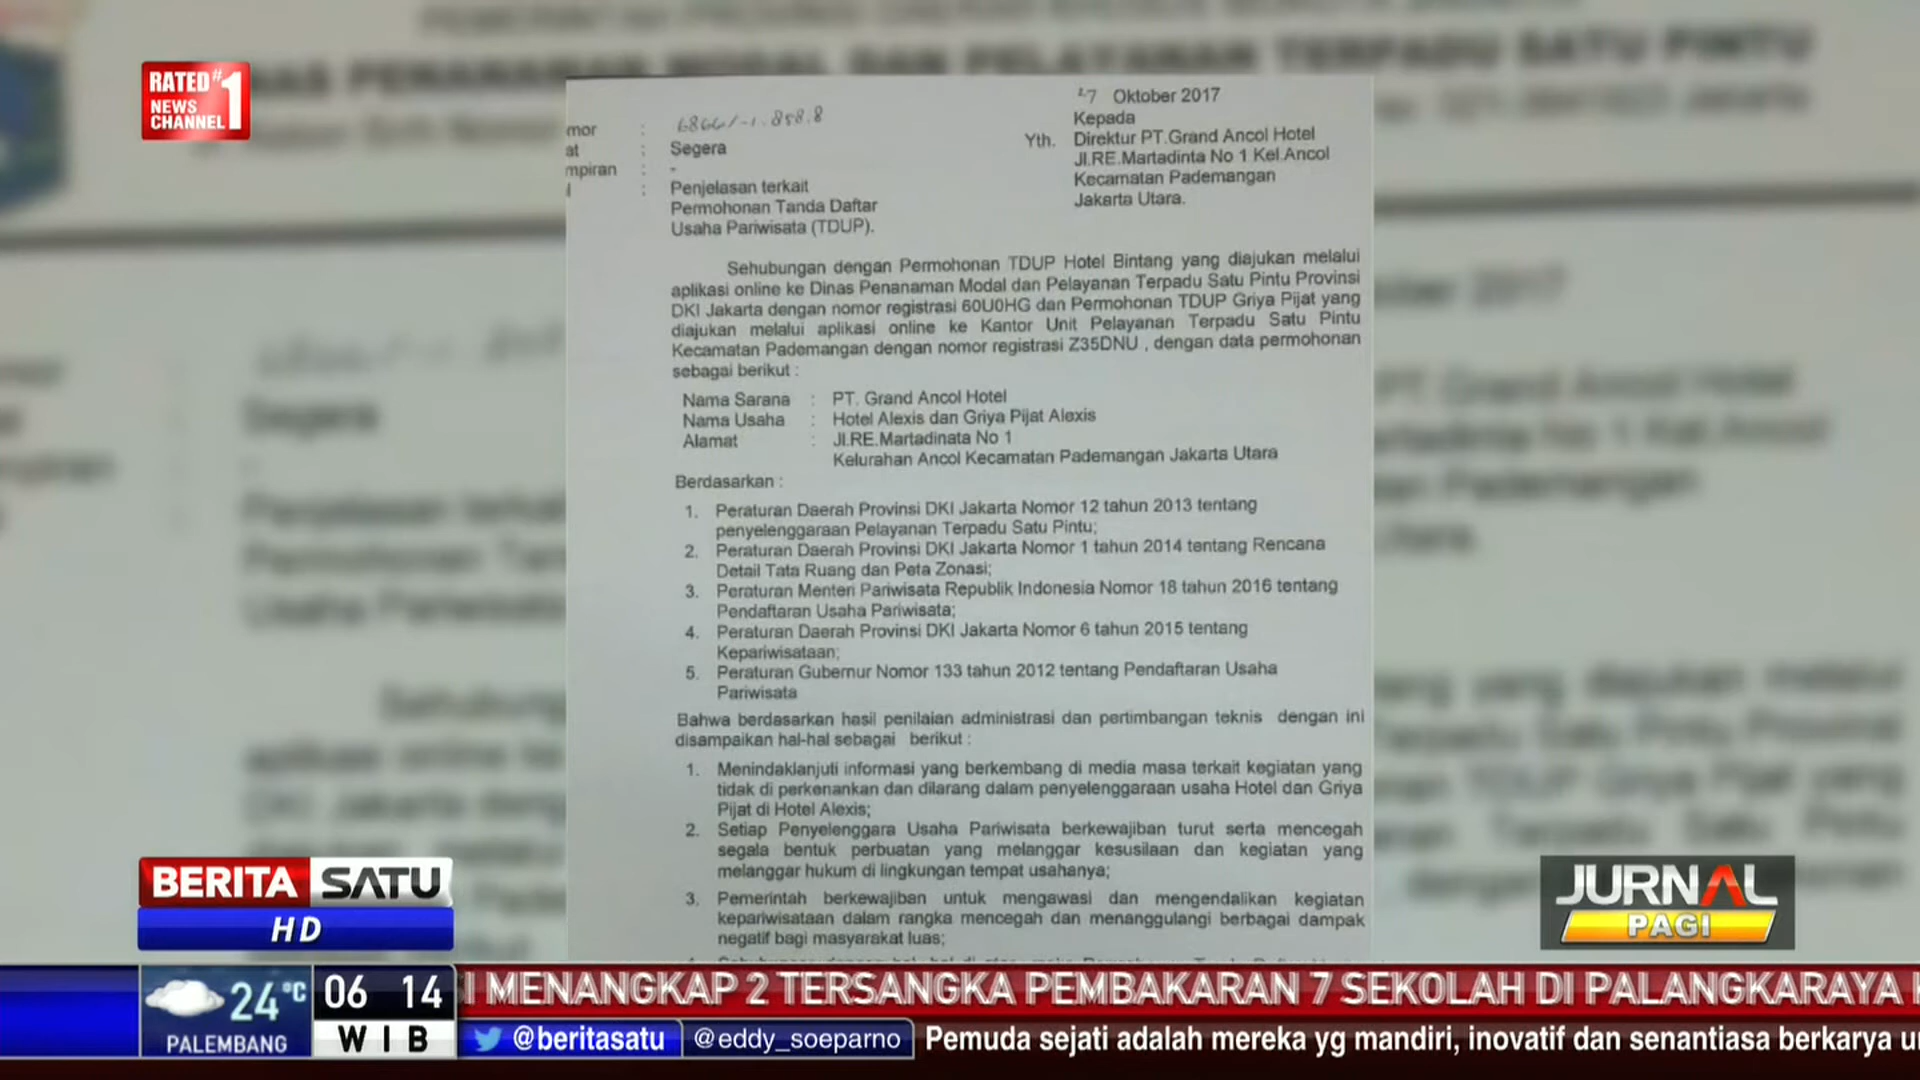 PENANAMAN MODAL DAN PELAYANAN TERPADU SATU PINTU
RATED #1
NEWS
CHANNEL
27 Oktober 2017
Kepada
Yth. Direktur PT.Grand Ancol Hotel
Jl.RE.Martadinta No 1 Kel.Ancol
Kecamatan Pademangan
Jakarta Utara.
mor :
at : Segera
mpiran : -
l : Penjelasan terkait
Permohonan Tanda Daftar
Usaha Pariwisata (TDUP).
Sehubungan dengan Permohonan TDUP Hotel Bintang yang diajukan melalui
aplikasi online ke Dinas Penanaman Modal dan Pelayanan Terpadu Satu Pintu Provinsi
DKI Jakarta dengan nomor registrasi 60U0HG dan Permohonan TDUP Griya Pijat yang
diajukan melalui aplikasi online ke Kantor Unit Pelayanan Terpadu Satu Pintu
Kecamatan Pademangan dengan nomor registrasi Z35DNU , dengan data permohonan
sebagai berikut :
Nama Sarana : PT. Grand Ancol Hotel
Nama Usaha : Hotel Alexis dan Griya Pijat Alexis
Alamat : Jl.RE.Martadinata No 1
Kelurahan Ancol Kecamatan Pademangan Jakarta Utara
Berdasarkan :
1. Peraturan Daerah Provinsi DKI Jakarta Nomor 12 tahun 2013 tentang
penyelenggaraan Pelayanan Terpadu Satu Pintu;
2. Peraturan Daerah Provinsi DKI Jakarta Nomor 1 tahun 2014 tentang Rencana
Detail Tata Ruang dan Peta Zonasi;
3. Peraturan Menteri Pariwisata Republik Indonesia Nomor 18 tahun 2016 tentang
Pendaftaran Usaha Pariwisata;
4. Peraturan Daerah Provinsi DKI Jakarta Nomor 6 tahun 2015 tentang
Kepariwisataan;
5. Peraturan Gubernur Nomor 133 tahun 2012 tentang Pendaftaran Usaha
Pariwisata
Bahwa berdasarkan hasil penilaian administrasi dan pertimbangan teknis dengan ini
disampaikan hal-hal sebagai berikut :
1. Menindaklanjuti informasi yang berkembang di media masa terkait kegiatan yang
tidak di perkenankan dan dilarang dalam penyelenggaraan usaha Hotel dan Griya
Pijat di Hotel Alexis;
2. Setiap Penyelenggara Usaha Pariwisata berkewajiban turut serta mencegah
segala bentuk perbuatan yang melanggar kesusilaan dan kegiatan yang
melanggar hukum di lingkungan tempat usahanya;
3. Pemerintah berkewajiban untuk mengawasi dan mengendalikan kegiatan
kepariwisataan dalam rangka mencegah dan menanggulangi berbagai dampak
negatif bagi masyarakat luas;
BERITA SATU
HD
JURNAL
PAGI
24°C
PALEMBANG
06 14
WIB
I MENANGKAP 2 TERSANGKA PEMBAKARAN 7 SEKOLAH DI PALANGKARAYA
@beritasatu
@eddy_soeparno
Pemuda sejati adalah mereka yg mandiri, inovatif dan senantiasa berkarya u